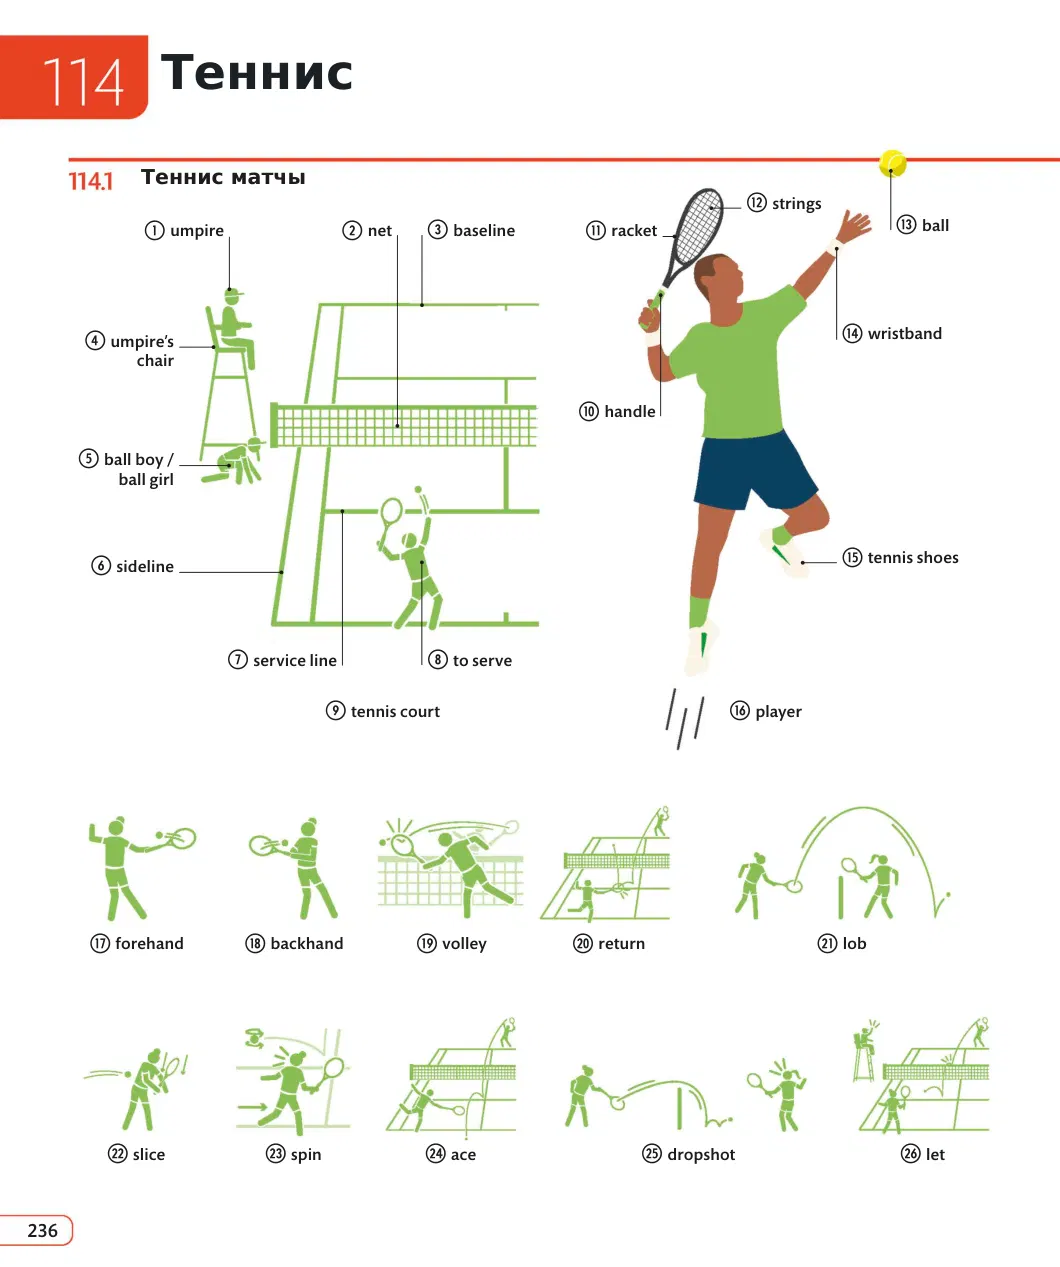 114 Теннис
114.1 Теннис матчы
① umpire
② net
③ baseline
④ umpire's
chair
⑤ ball boy /
ball girl
⑥ sideline
⑦ service line
⑧ to serve
⑨ tennis court
⑩ handle
⑪ racket
⑫ strings
⑬ ball
⑭ wristband
⑮ tennis shoes
⑯ player
⑰ forehand
⑱ backhand
⑲ volley
⑳ return
㉑ lob
㉒ slice
㉓ spin
㉔ ace
㉕ dropshot
㉖ let
236